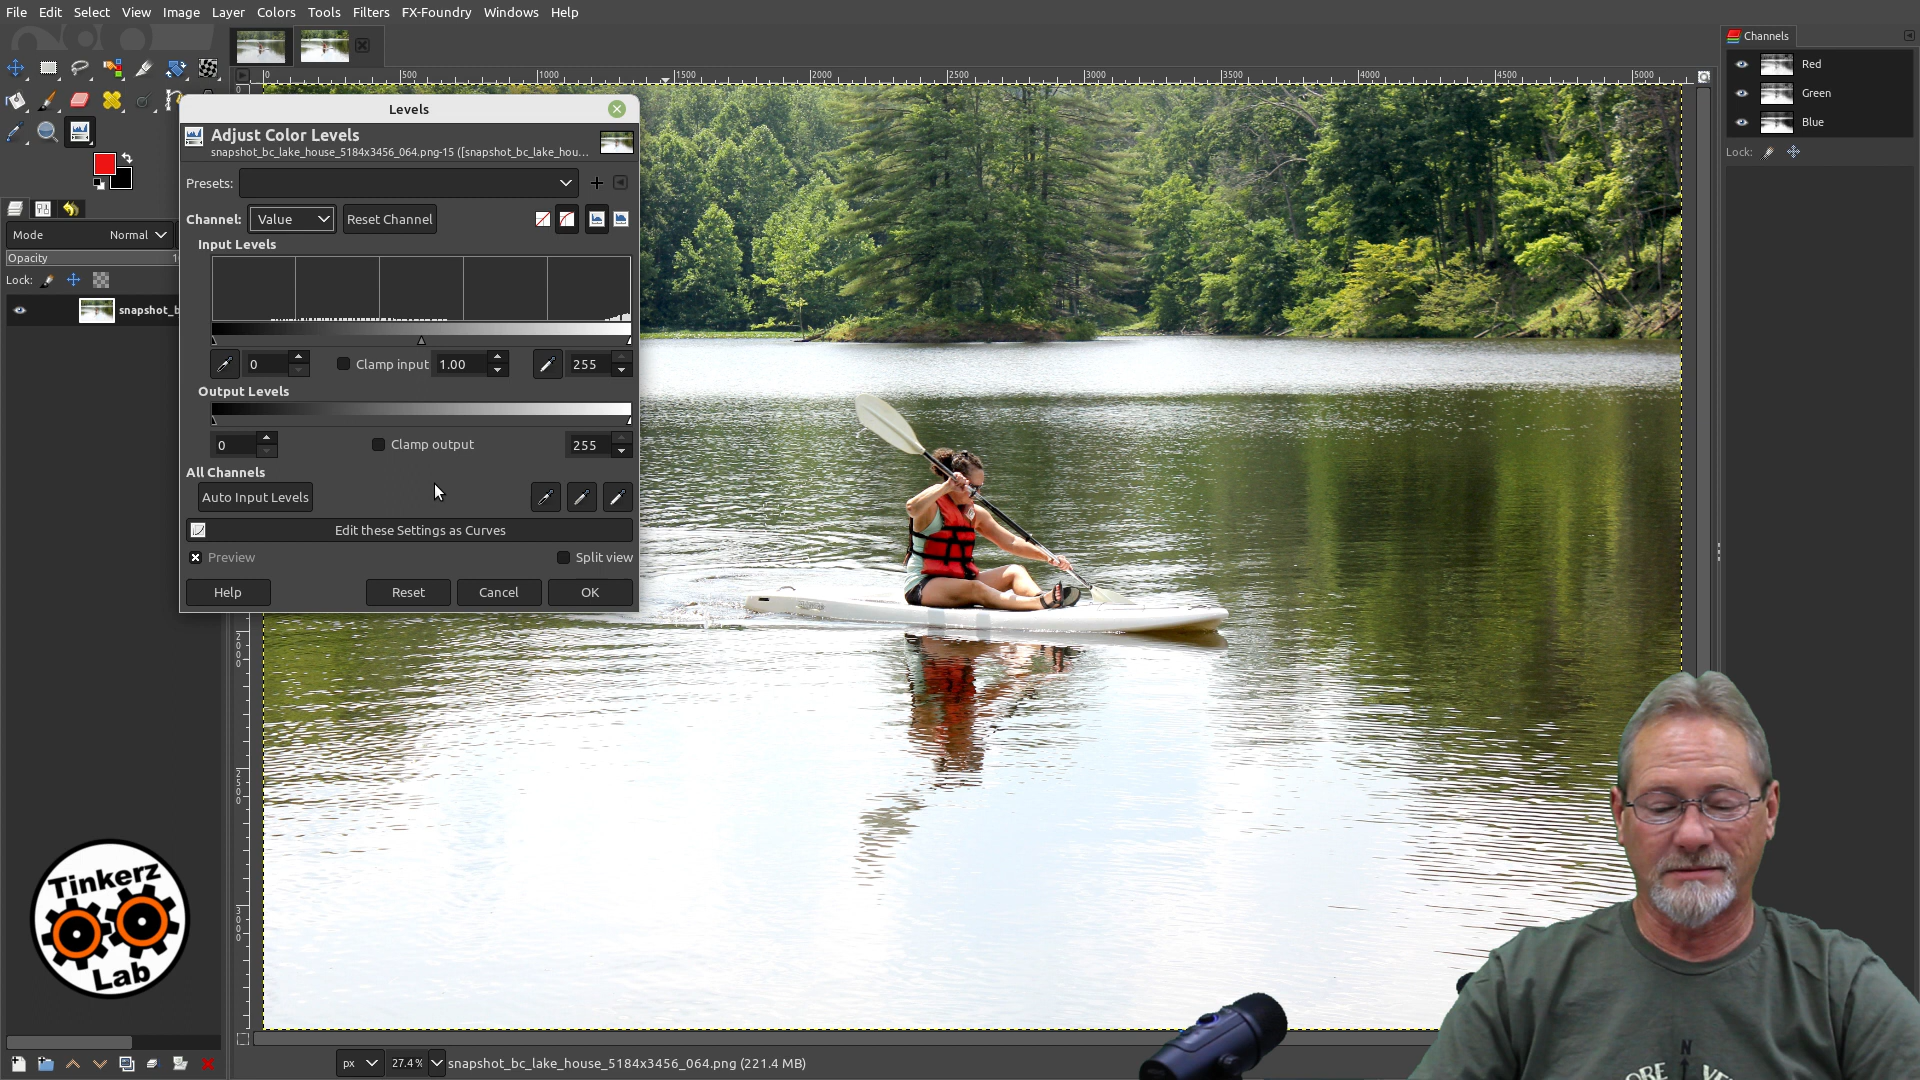 File Edit Select View Image Layer Colors Tools Filters FX-Foundry Windows Help
Channels
Red
Green
Blue
Lock:
0 500 1000 1500 2000 2500 3000 3500 4000 4500 5000
Levels
Adjust Color Levels
snapshot_bc_lake_house_5184x3456_064.png-15 ([snapshot_bc_lake_hou...
Presets:
Channel: Value Reset Channel
Input Levels
0 Clamp input 1.00 255
Output Levels
0 Clamp output 255
All Channels
Auto Input Levels
Edit these Settings as Curves
Preview Split view
Help Reset Cancel OK
Mode Normal
Opacity
Lock:
snapshot_b
2000
2500
3000
Tinkerz
Lab
px 27.4 % snapshot_bc_lake_house_5184x3456_064.png (221.4 MB)
N